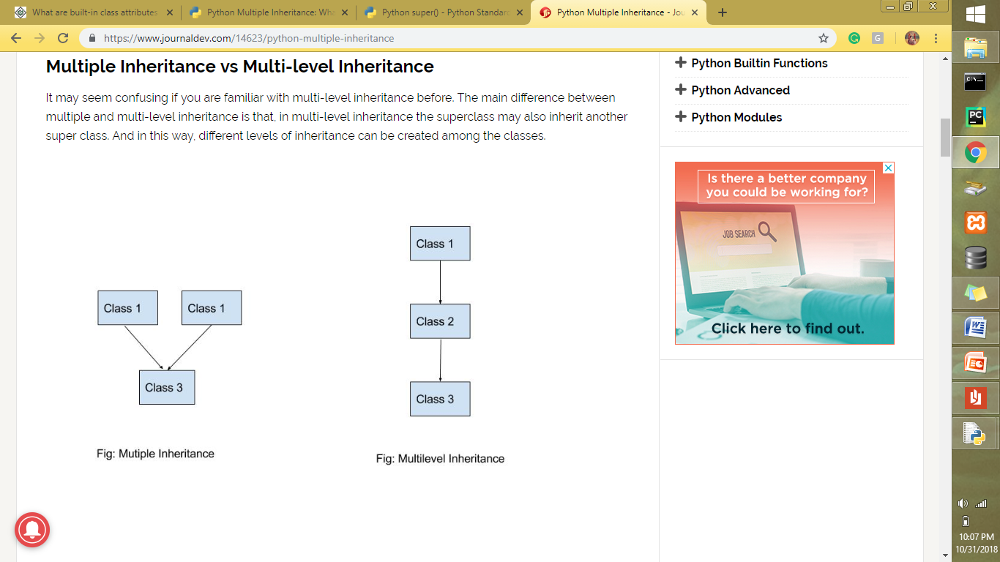 What are built-in class attributes
Python Multiple Inheritance: Wha
Python super() - Python Standard
Python Multiple Inheritance - Jou
https://www.journaldev.com/14623/python-multiple-inheritance
G
G
Multiple Inheritance vs Multi-level Inheritance
It may seem confusing if you are familiar with multi-level inheritance before. The main difference between
multiple and multi-level inheritance is that, in multi-level inheritance the superclass may also inherit another
super class. And in this way, different levels of inheritance can be created among the classes.
Class 1
Class 1
Class 3
Fig: Mutiple Inheritance
Class 1
Class 2
Class 3
Fig: Multilevel Inheritance
Python Builtin Functions
Python Advanced
Python Modules
Is there a better company
you could be working for?
JOB SEARCH
Click here to find out.
C:\_
PC
W
P
10:07 PM
10/31/2018